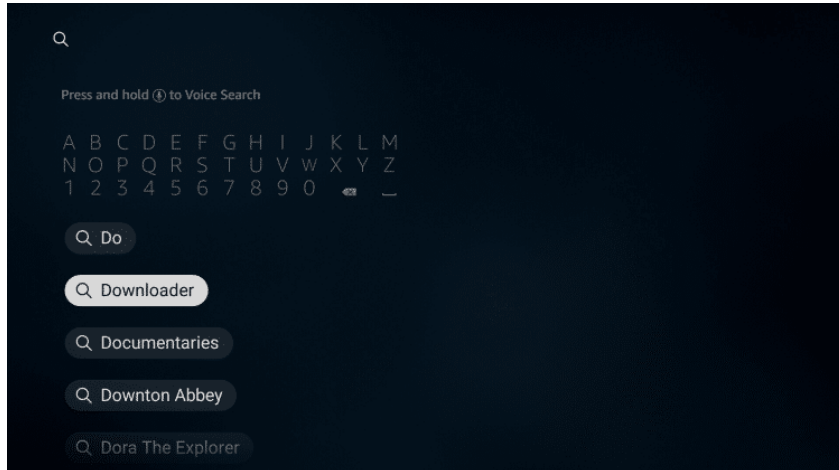 Press and hold to Voice Search
A B C D E F G H I J K L M
N O P Q R S T U V W X Y Z
1 2 3 4 5 6 7 8 9 0
Do
Downloader
Documentaries
Downton Abbey
Dora The Explorer